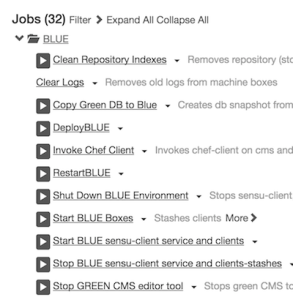 Jobs (32) Filter Expand All Collapse All
BLUE
Clean Repository Indexes Removes repository (sto
Clear Logs Removes old logs from machine boxes
Copy Green DB to Blue Creates db snapshot from
DeployBLUE
Invoke Chef Client Invokes chef-client on cms and
RestartBLUE
Shut Down BLUE Environment Stops sensu-client
Start BLUE Boxes Stashes clients More
Start BLUE sensu-client service and clients
Stop BLUE sensu-client service and clients-stashes
Stop GREEN CMS editor tool Stops green CMS to